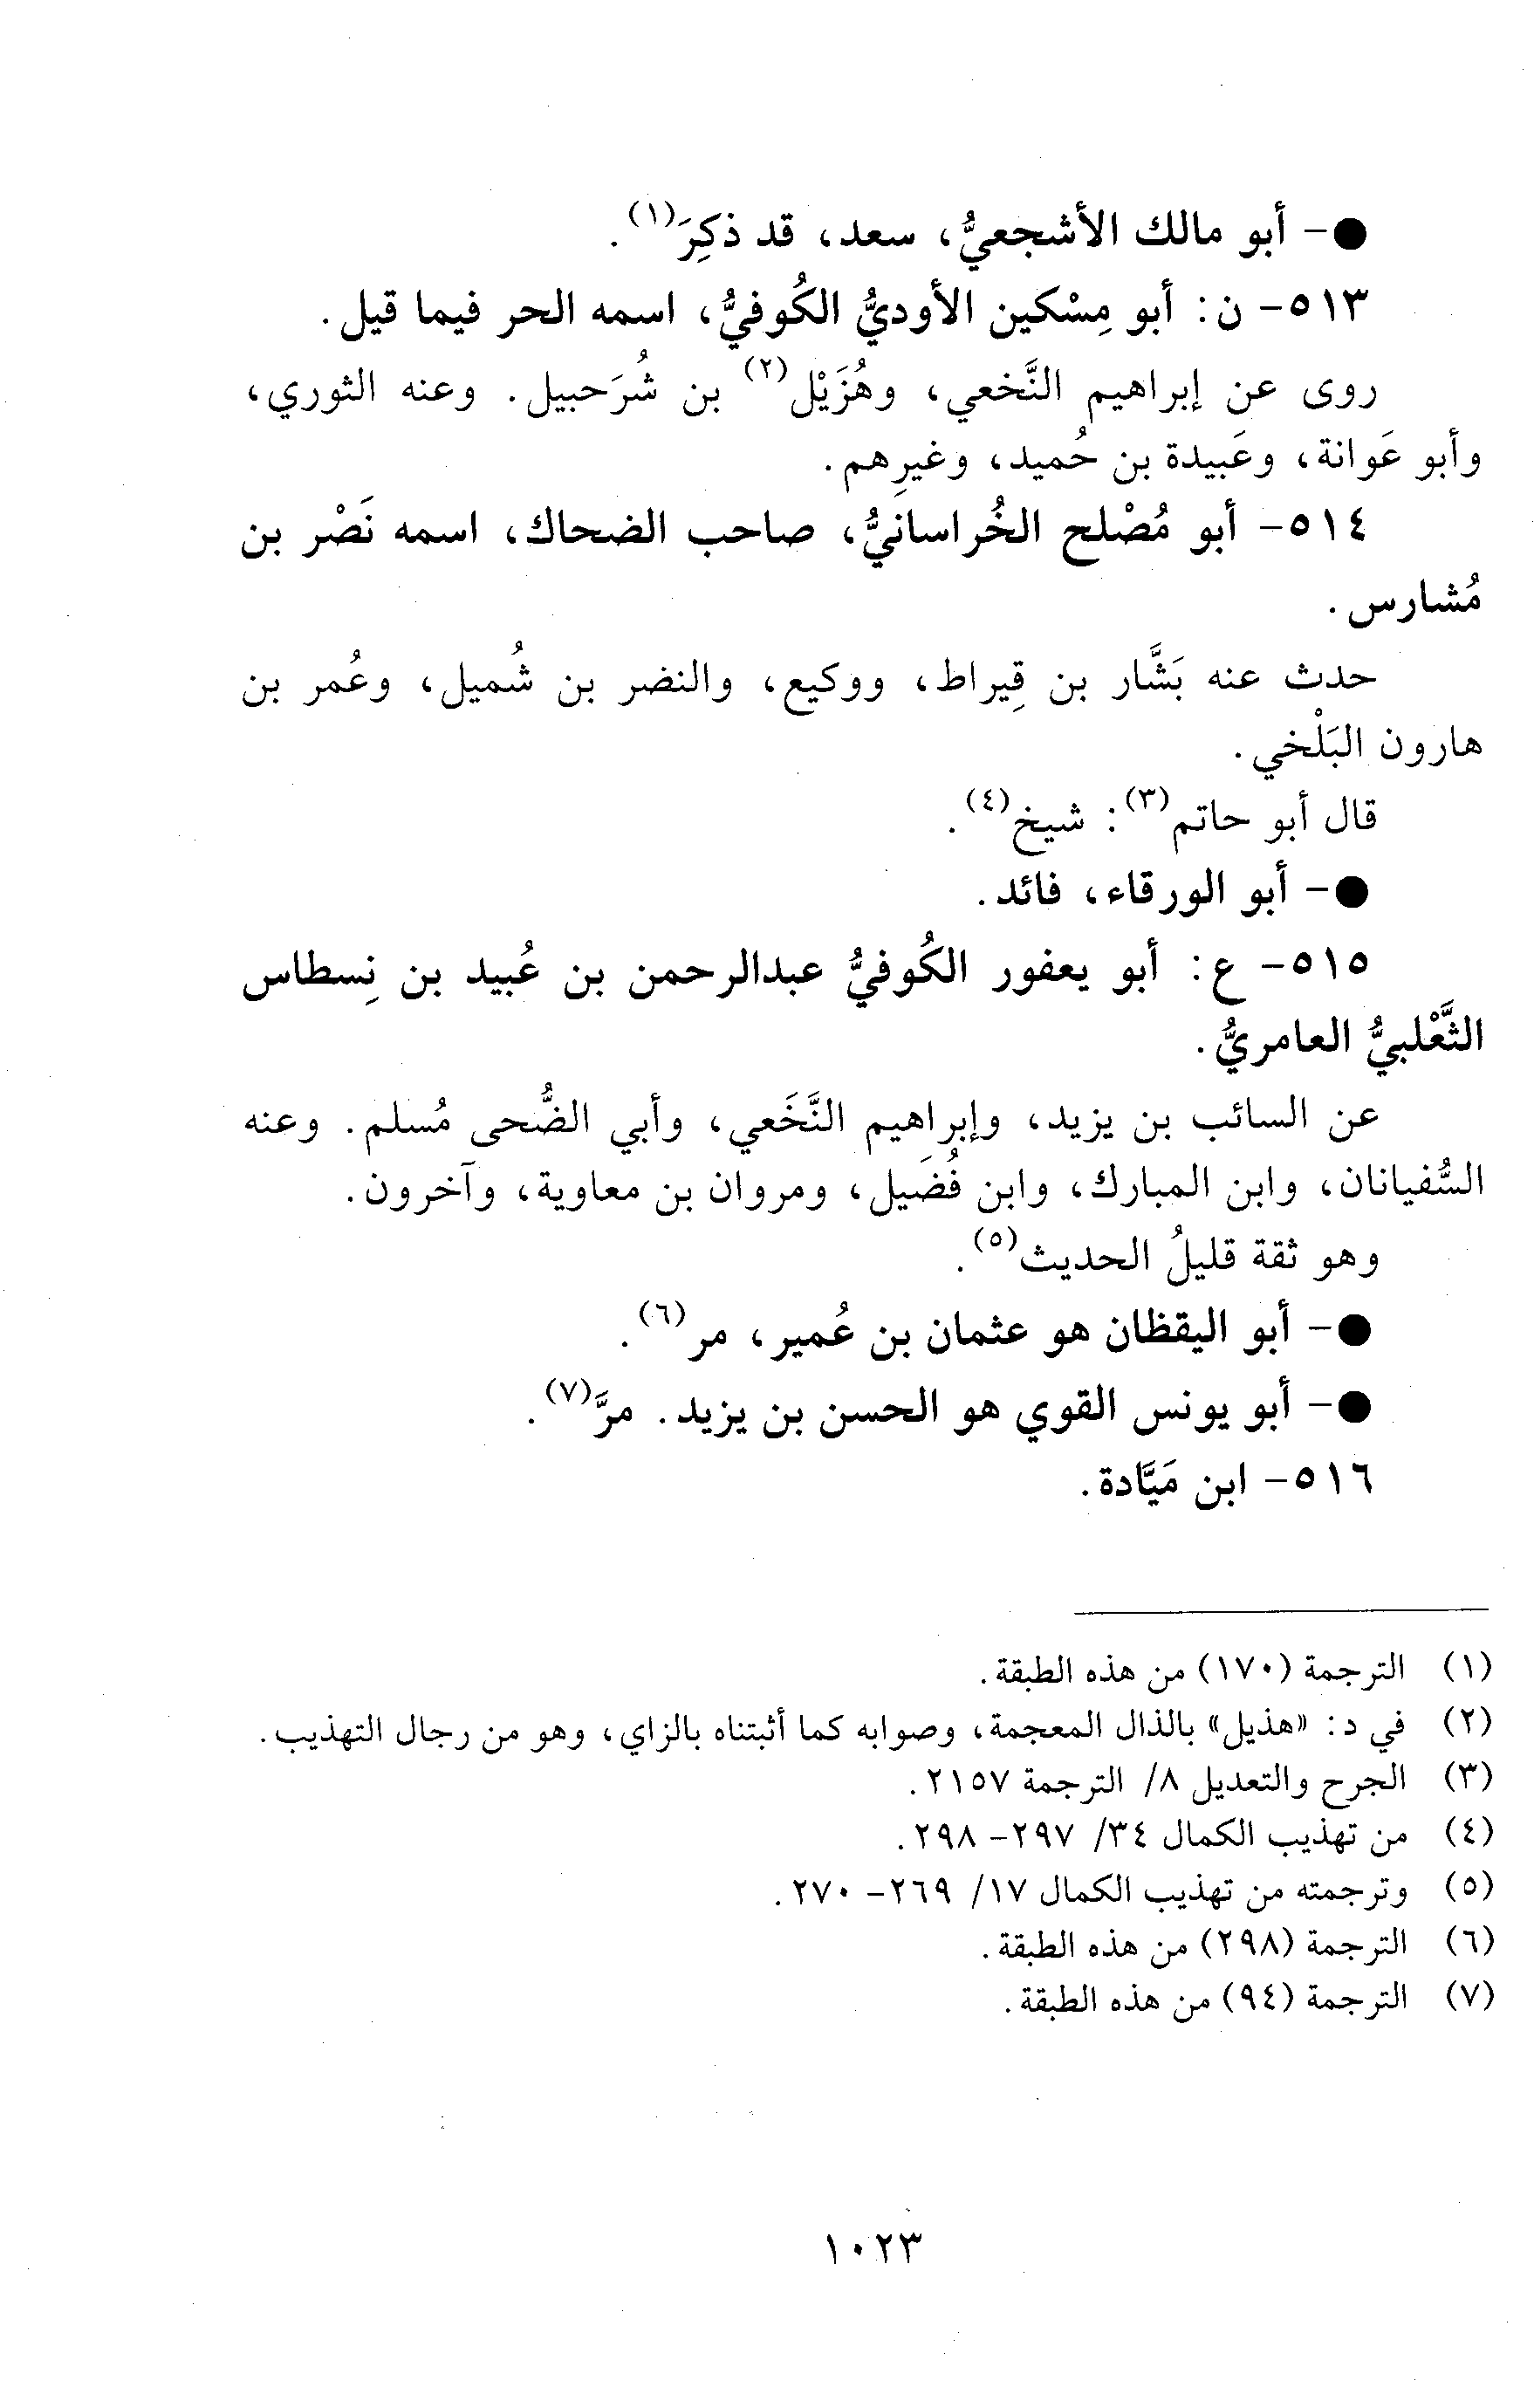 ●- أبو مالك الأشجعيُّ، سعد، قد ذكِرَ(١).
٥١٣- ن: أبو مِسْكين الأوديُّ الكُوفيُّ، اسمه الحر فيما قيل.
روى عن إبراهيم النَّخعي، وهُزَيْل(٢) بن شُرَحبيل. وعنه الثوري،
وأبو عَوانة، وعَبيدة بن حُميد، وغيرِهم.
٥١٤- أبو مُصْلح الخُراسانيُّ، صاحب الضحاك، اسمه نَصْر بن
مُشارس.
حدث عنه بَشَّار بن قِيراط، ووكيع، والنضر بن شُميل، وعُمر بن
هارون البَلْخي.
قال أبو حاتم(٣): شيخ(٤).
●- أبو الورقاء، فائد.
٥١٥- ع: أبو يعفور الكُوفيُّ عبدالرحمن بن عُبيد بن نِسطاس
الثَّعْلبيُّ العامريُّ.
عن السائب بن يزيد، وإبراهيم النَّخَعي، وأبي الضُّحى مُسلم. وعنه
السُّفيانان، وابن المبارك، وابن فُضَيل، ومروان بن معاوية، وآخرون.
وهو ثقة قليلُ الحديث(٥).
●- أبو اليقظان هو عثمان بن عُمير، مر(٦).
●- أبو يونس القوي هو الحسن بن يزيد. مرَّ(٧).
٥١٦- ابن مَيَّادة.
(١) الترجمة (١٧٠) من هذه الطبقة.
(٢) في د: «هذيل» بالذال المعجمة، وصوابه كما أثبتناه بالزاي، وهو من رجال التهذيب.
(٣) الجرح والتعديل ٨/ الترجمة ٢١٥٧.
(٤) من تهذيب الكمال ٣٤/ ٢٩٧- ٢٩٨.
(٥) وترجمته من تهذيب الكمال ١٧/ ٢٦٩- ٢٧٠.
(٦) الترجمة (٢٩٨) من هذه الطبقة.
(٧) الترجمة (٩٤) من هذه الطبقة.
١٠٢٣